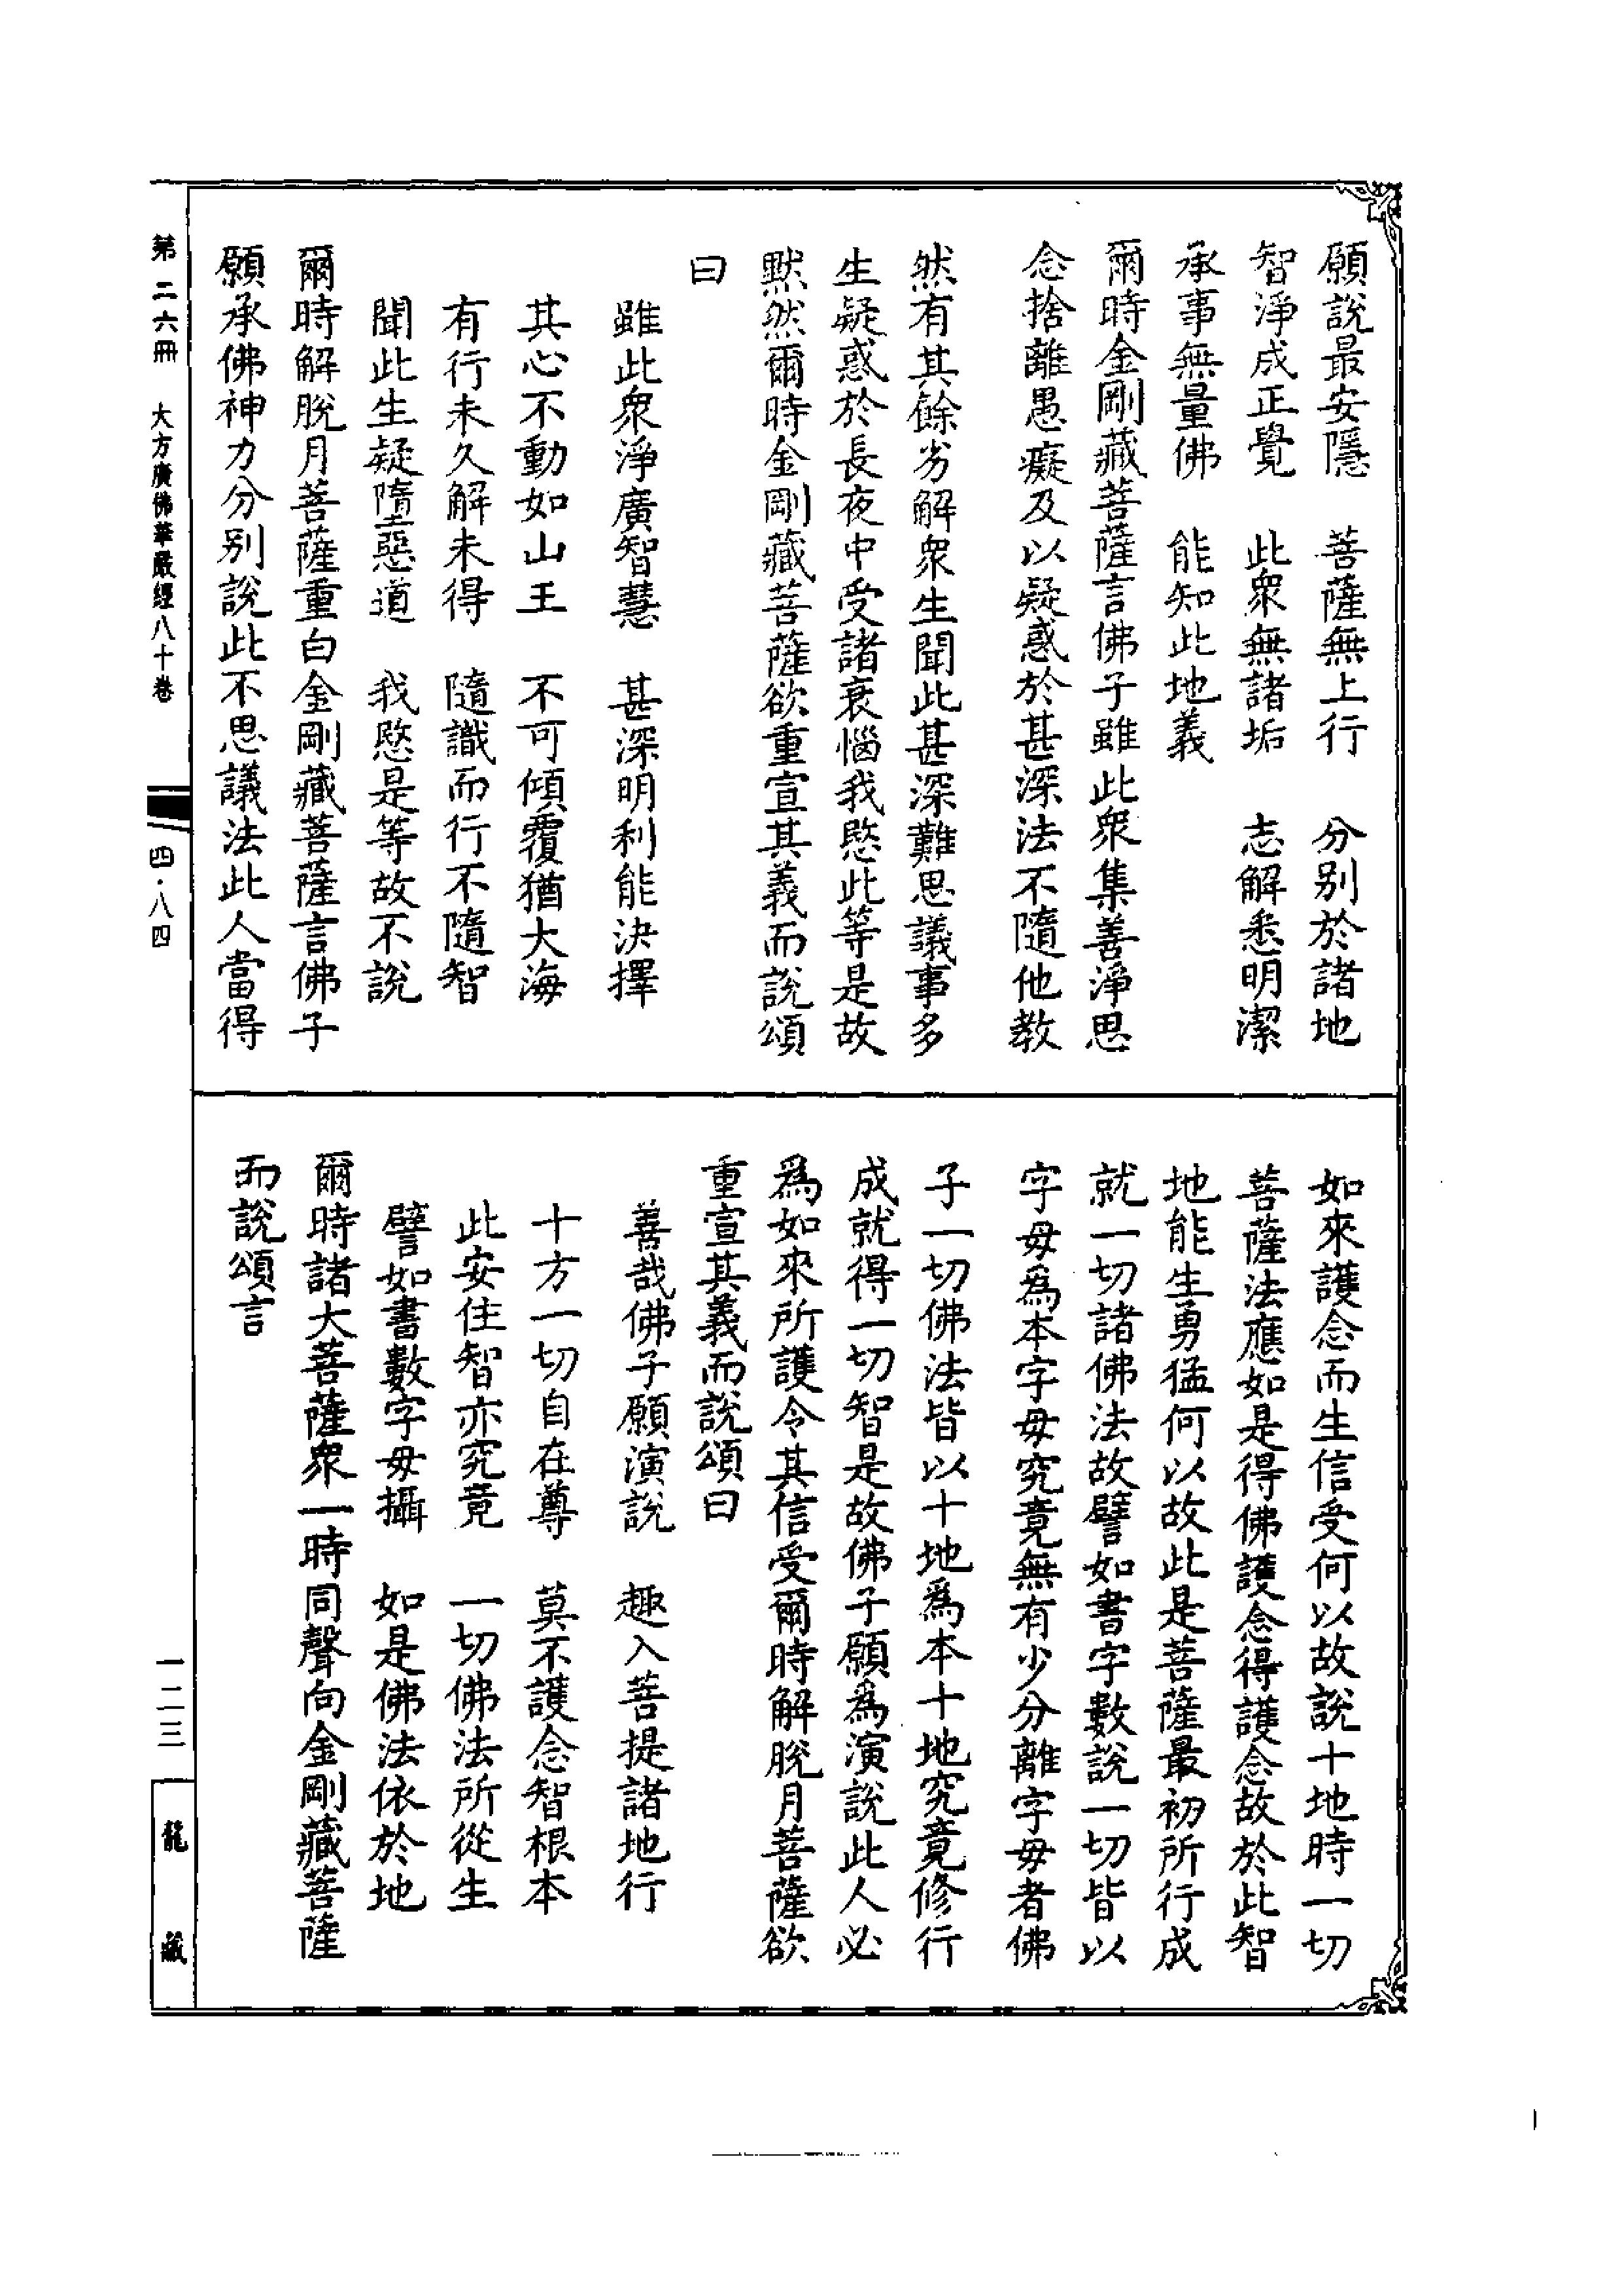 願說最安隱　菩薩無上行　分別於諸地
智淨成正覺　此衆無諸垢　志解悉明潔
承事無量佛　能知此地義
爾時金剛藏菩薩言佛子雖此衆集善淨思
念捨離愚癡及以疑惑於甚深法不隨他教
然有其餘劣解衆生聞此甚深難思議事多
生疑惑於長夜中受諸衰惱我愍此等是故
默然爾時金剛藏菩薩欲重宣其義而說頌
曰
雖此衆淨廣智慧　甚深明利能決擇
其心不動如山王　不可傾覆猶大海
有行未久解未得　隨識而行不隨智
聞此生疑墮惡道　我愍是等故不說
爾時解脫月菩薩重白金剛藏菩薩言佛子
願承佛神力分別說此不思議法此人當得
如來護念而生信受何以故說十地時一切
菩薩法應如是得佛護念得護念故於此智
地能生勇猛何以故此是菩薩最初所行成
就一切諸佛法故譬如書字數說一切皆以
字母爲本字母究竟無有少分離字母者佛
子一切佛法皆以十地爲本十地究竟修行
成就得一切智是故佛子願爲演說此人必
爲如來所護令其信受爾時解脫月菩薩欲
重宣其義而說頌曰
善哉佛子願演說　趣入菩提諸地行
十方一切自在尊　莫不護念智根本
此安住智亦究竟　一切佛法所從生
譬如書數字母攝　如是佛法依於地
爾時諸大菩薩衆一時同聲向金剛藏菩薩
而說頌言
第二六冊　大方廣佛華嚴經八十卷　四·八四　一二三　龍藏